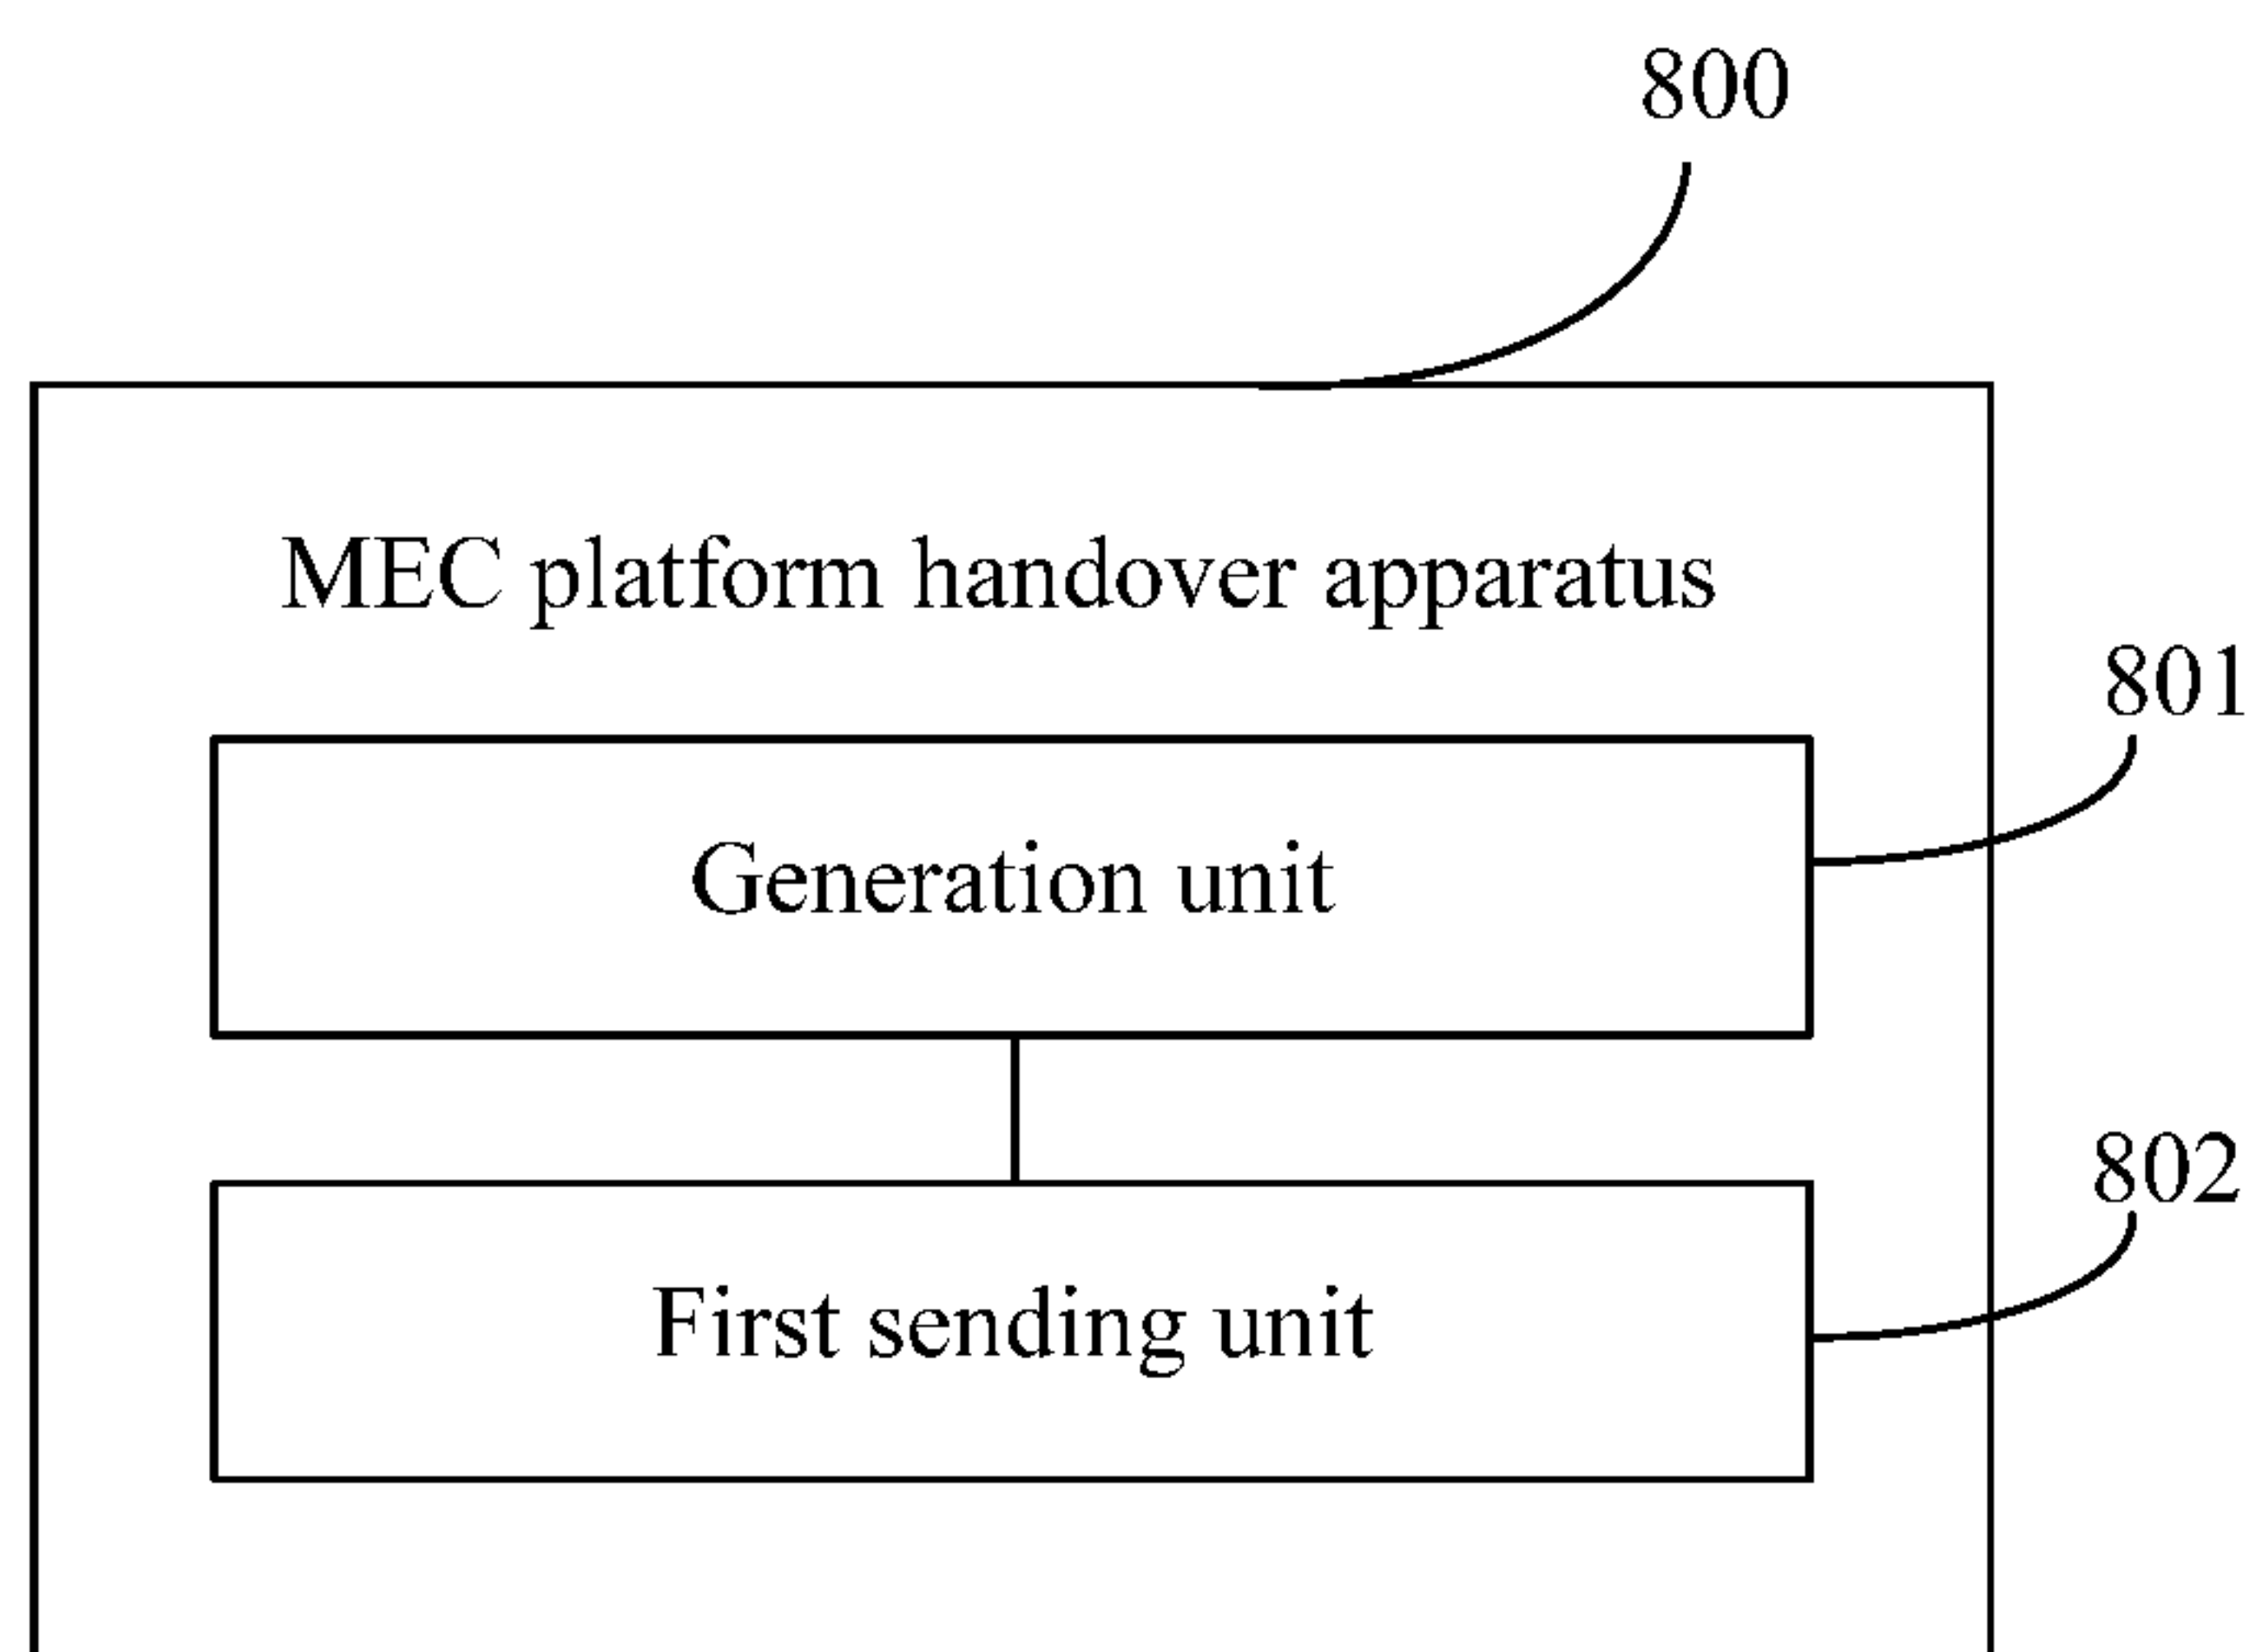 800
MEC platform handover apparatus
801
Generation unit
802
First sending unit